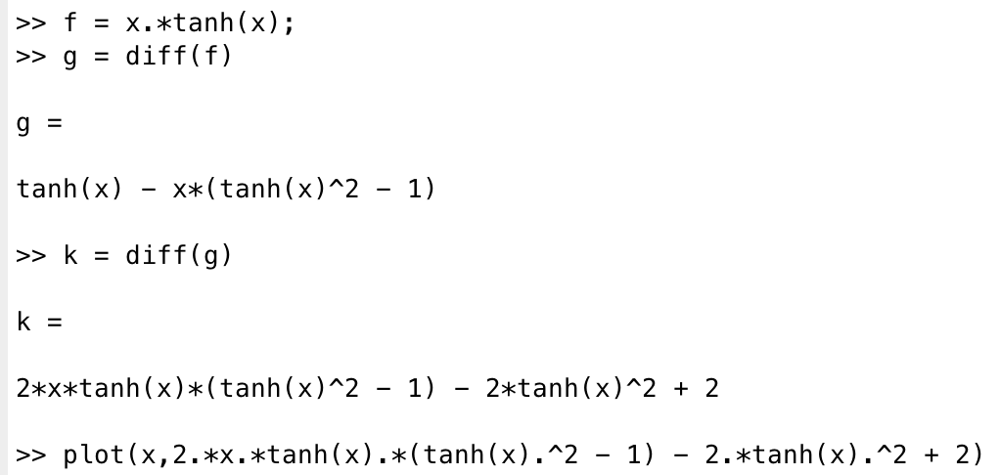 >> f = x.*tanh(x);
>> g = diff(f)
g =
tanh(x) - x*(tanh(x)^2 - 1)
>> k = diff(g)
k =
2*x*tanh(x)*(tanh(x)^2 - 1) - 2*tanh(x)^2 + 2
>> plot(x,2.*x.*tanh(x).*(tanh(x).^2 - 1) - 2.*tanh(x).^2 + 2)